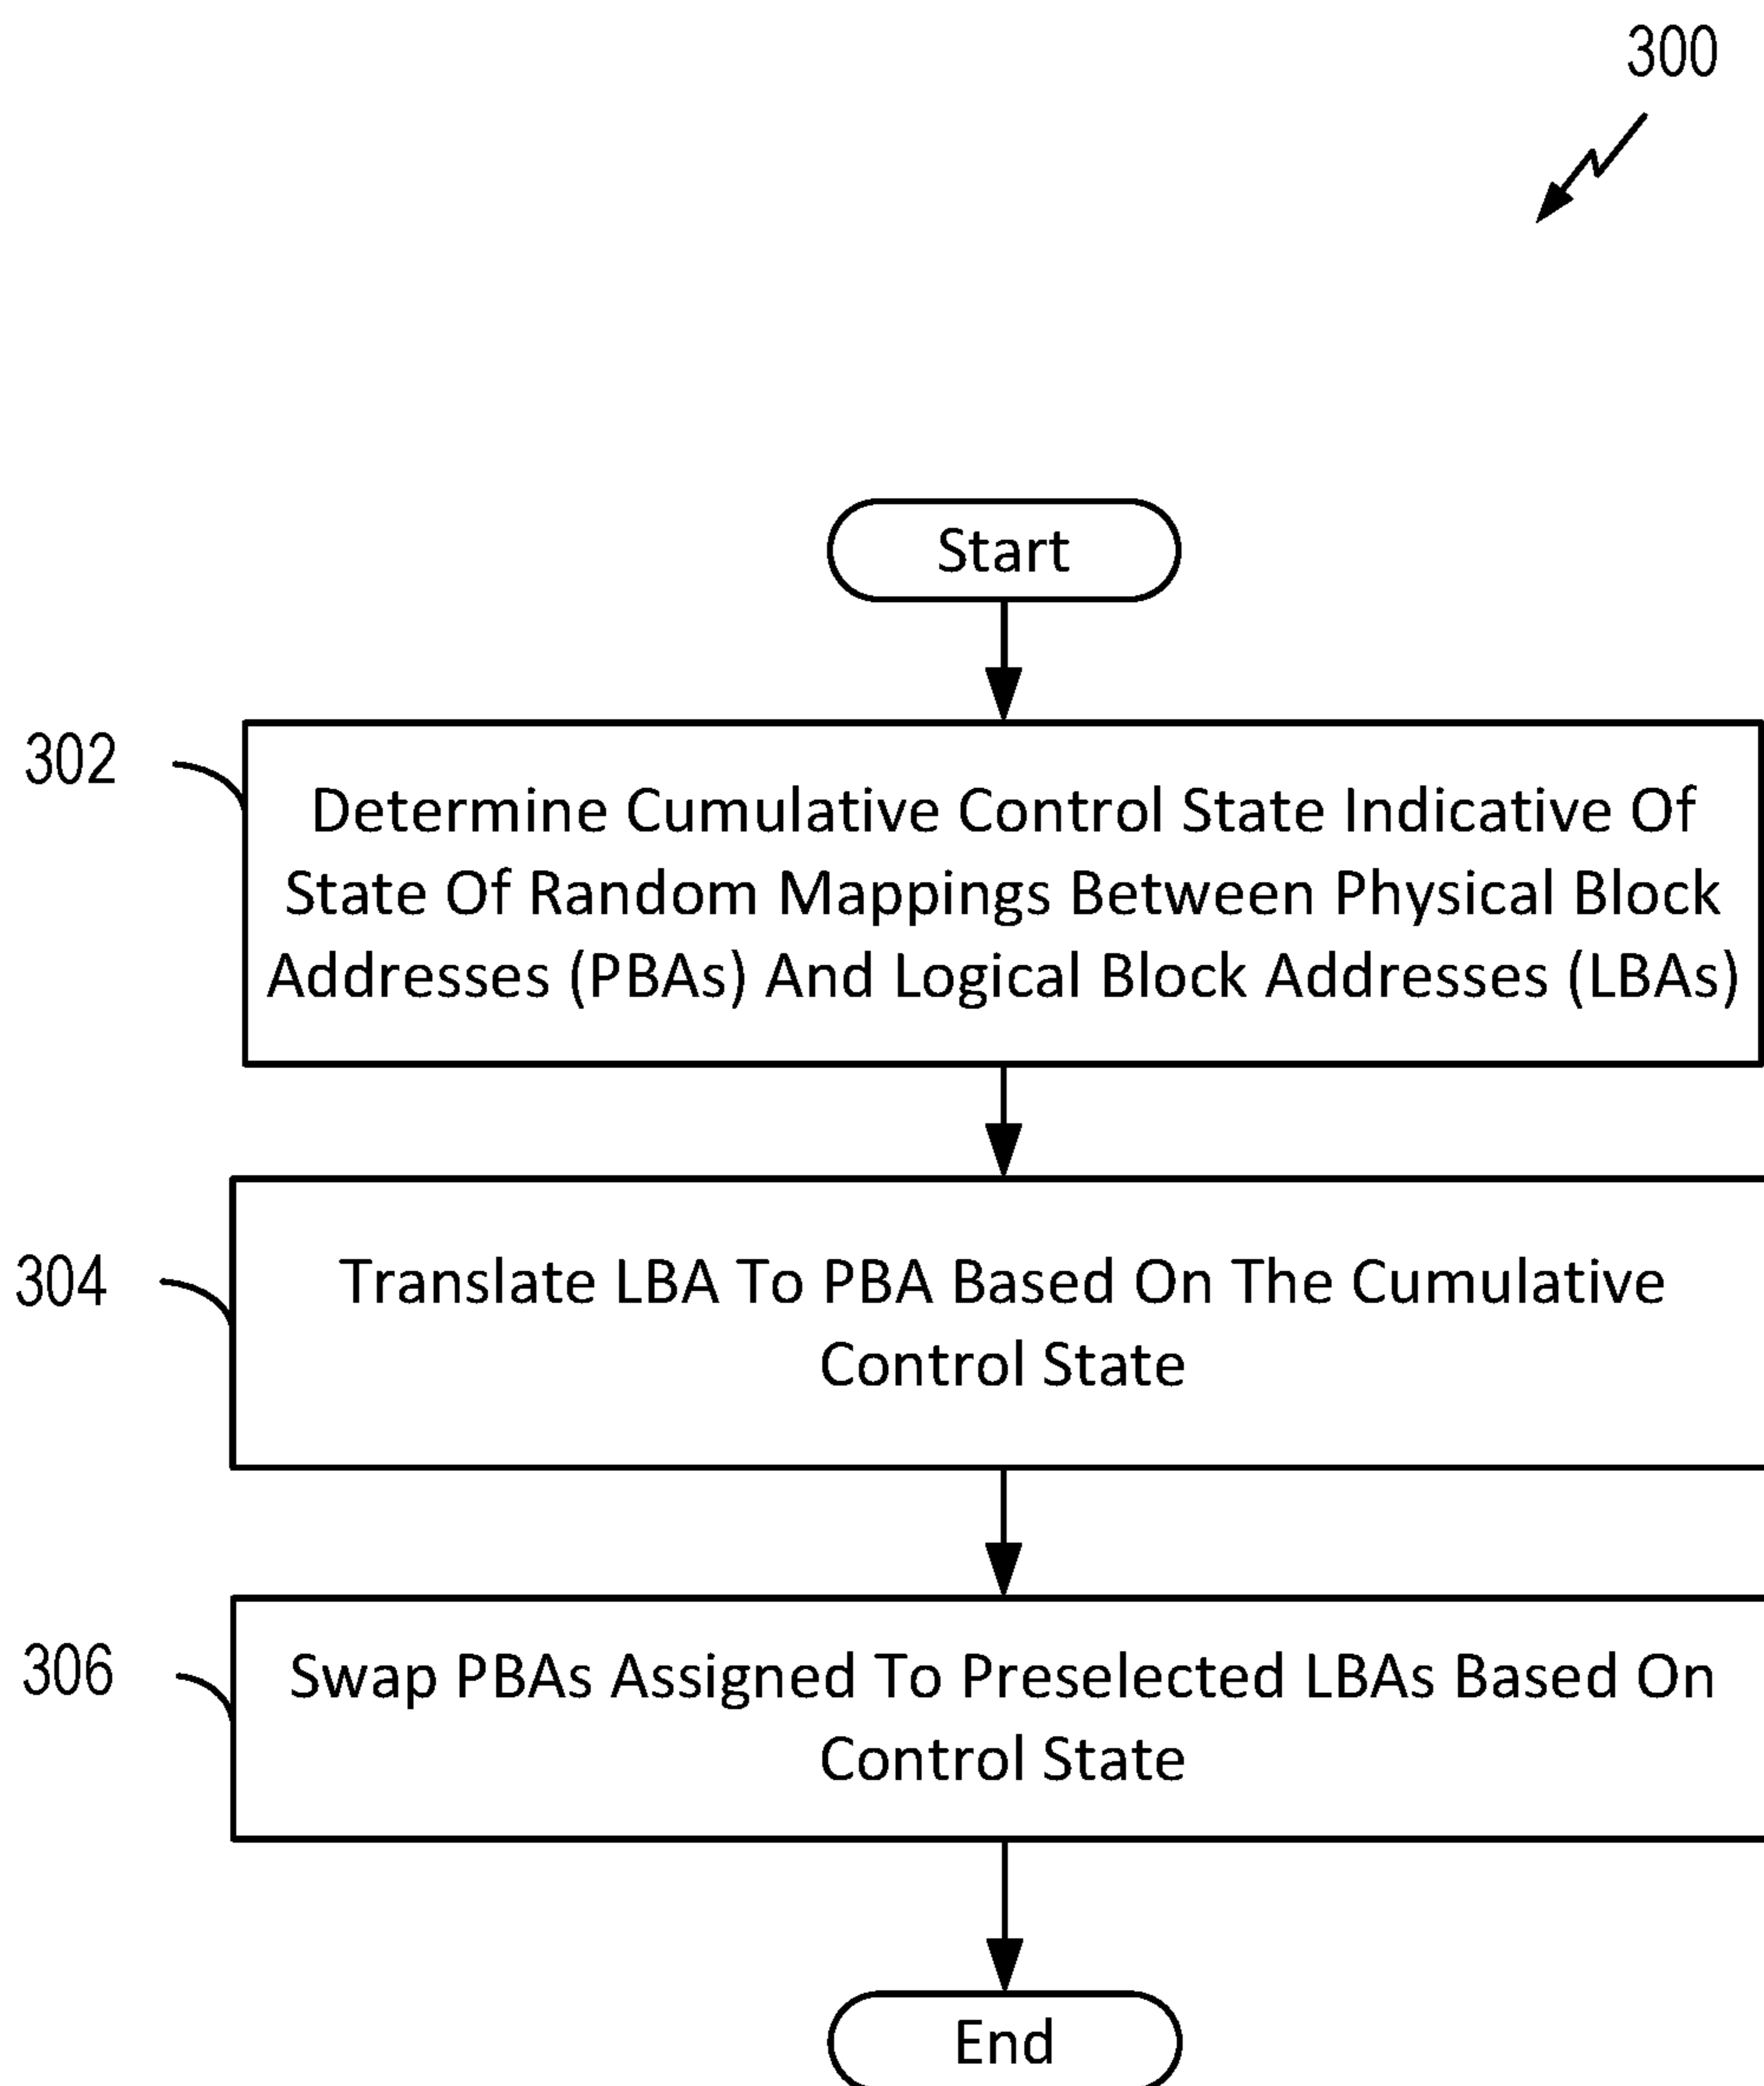 300
Start
302
Determine Cumulative Control State Indicative Of
State Of Random Mappings Between Physical Block
Addresses (PBAs) And Logical Block Addresses (LBAs)
304
Translate LBA To PBA Based On The Cumulative
Control State
306
Swap PBAs Assigned To Preselected LBAs Based On
Control State
End